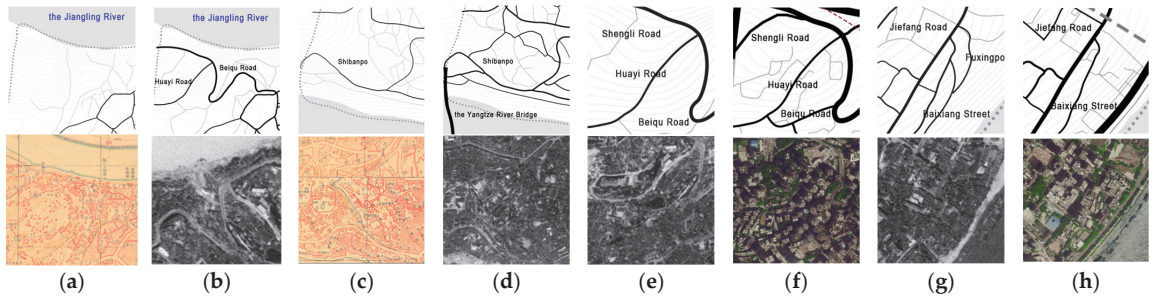 the Jiangling River
the Jiangling River
Huayi Road
Beiqu Road
Shibanpo
Shibanpo
the Yangtze River Bridge
Shengli Road
Huayi Road
Beiqu Road
Shengli Road
Huayi Road
Beiqu Road
Jiefang Road
Fuxingpo
Baixiang Street
Jiefang Road
Baixiang Street
(a)
(b)
(c)
(d)
(e)
(f)
(g)
(h)